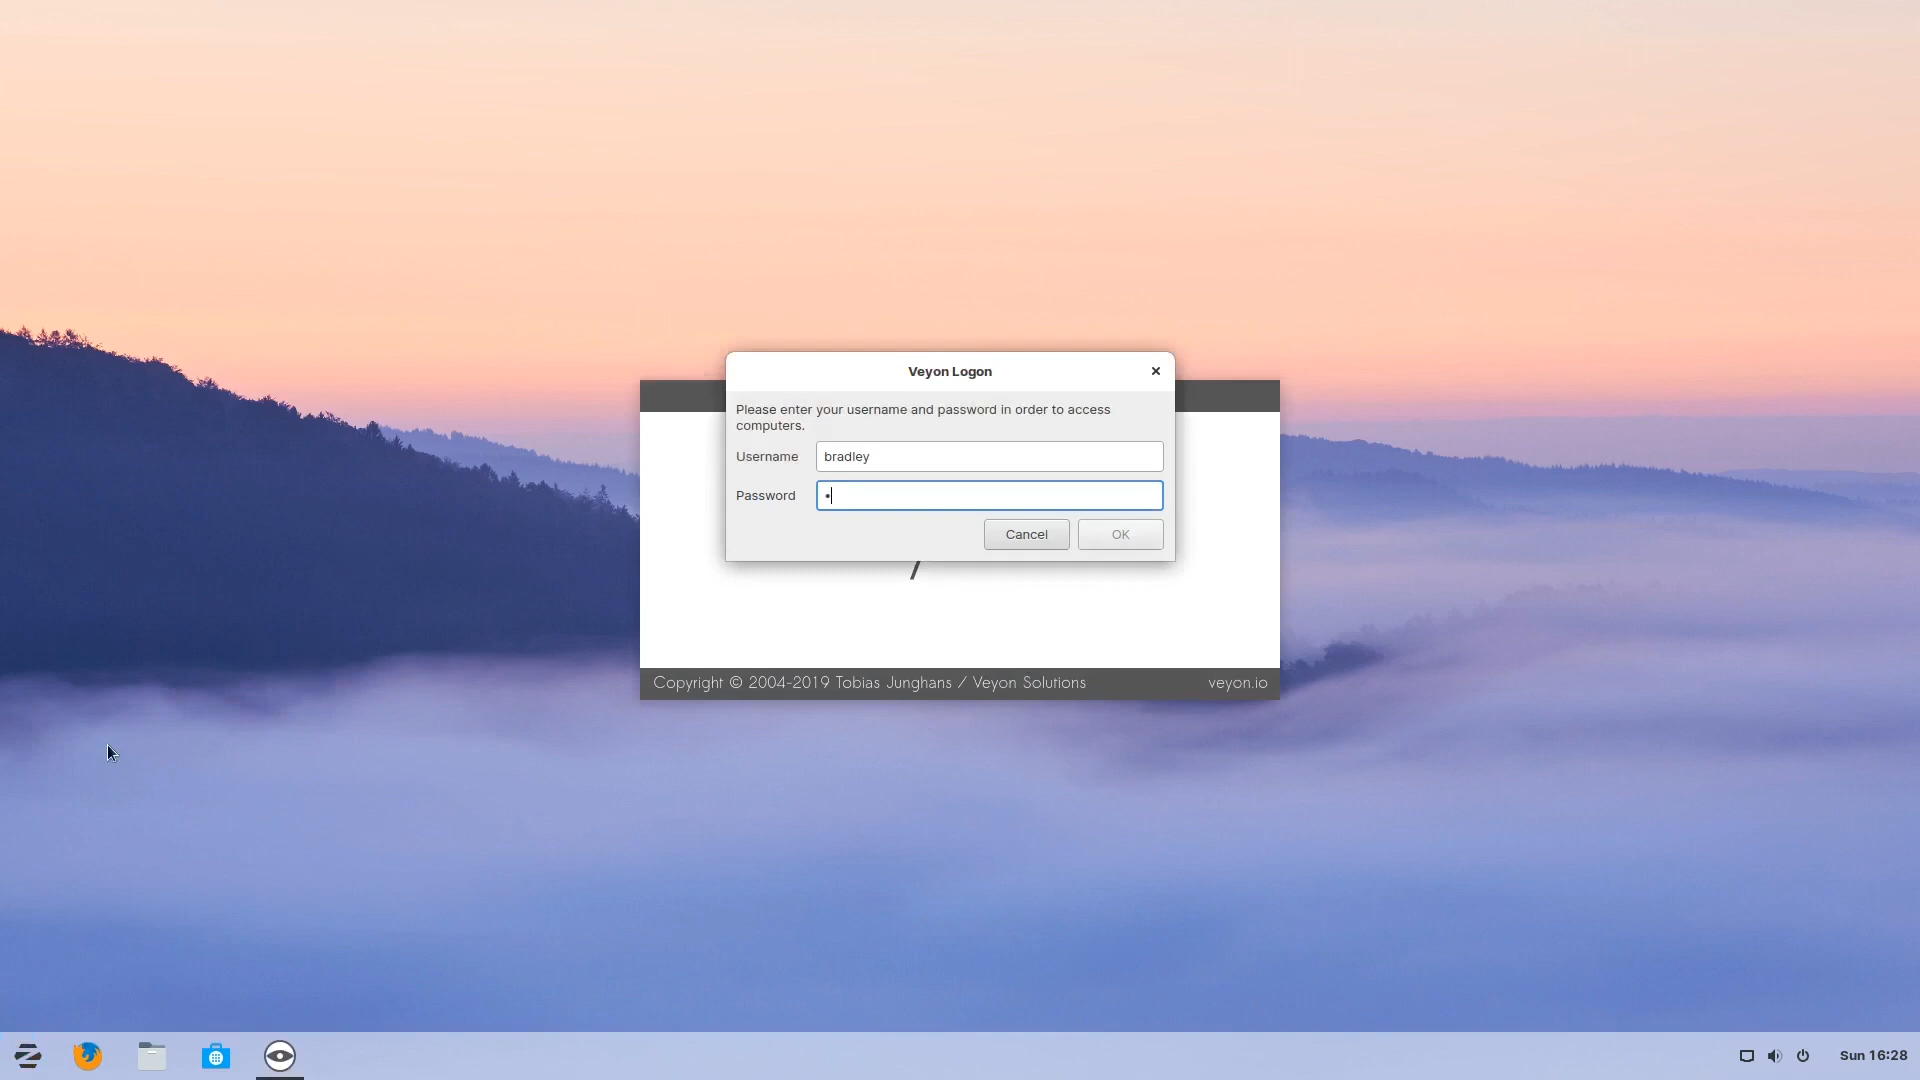 Veyon Logon
Please enter your username and password in order to access
computers.
Username bradley
Password •
Cancel OK
Copyright © 2004-2019 Tobias Junghans / Veyon Solutions veyon.io
Sun 16:28